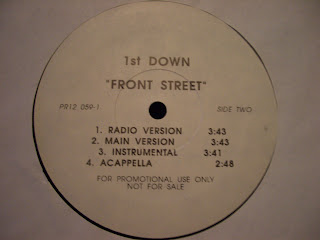 1st DOWN
"FRONT STREET"
PR12 059-1 SIDE TWO
1. RADIO VERSION 3:43
2. MAIN VERSION 3:43
3. INSTRUMENTAL 3:41
4. ACAPPELLA 2:48
FOR PROMOTIONAL USE ONLY
NOT FOR SALE